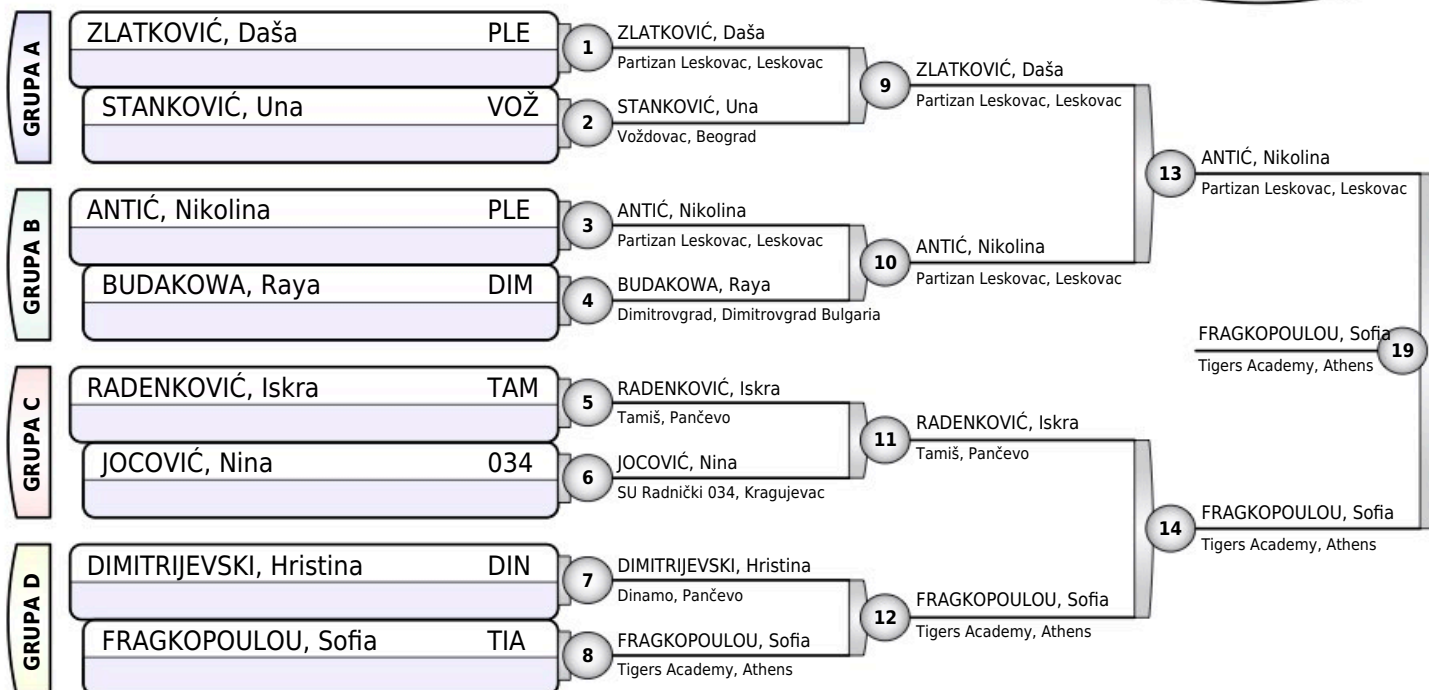 GRUPA A
ZLATKOVIĆ, Daša PLE
STANKOVIĆ, Una VOŽ
GRUPA B
ANTIĆ, Nikolina PLE
BUDAKOWA, Raya DIM
GRUPA C
RADENKOVIĆ, Iskra TAM
JOCOVIĆ, Nina 034
GRUPA D
DIMITRIJEVSKI, Hristina DIN
FRAGKOPOULOU, Sofia TIA
1 ZLATKOVIĆ, Daša
Partizan Leskovac, Leskovac
2 STANKOVIĆ, Una
Voždovac, Beograd
3 ANTIĆ, Nikolina
Partizan Leskovac, Leskovac
4 BUDAKOWA, Raya
Dimitrovgrad, Dimitrovgrad Bulgaria
5 RADENKOVIĆ, Iskra
Tamiš, Pančevo
6 JOCOVIĆ, Nina
SU Radnički 034, Kragujevac
7 DIMITRIJEVSKI, Hristina
Dinamo, Pančevo
8 FRAGKOPOULOU, Sofia
Tigers Academy, Athens
9 ZLATKOVIĆ, Daša
Partizan Leskovac, Leskovac
10 ANTIĆ, Nikolina
Partizan Leskovac, Leskovac
11 RADENKOVIĆ, Iskra
Tamiš, Pančevo
12 FRAGKOPOULOU, Sofia
Tigers Academy, Athens
13 ANTIĆ, Nikolina
Partizan Leskovac, Leskovac
14 FRAGKOPOULOU, Sofia
Tigers Academy, Athens
FRAGKOPOULOU, Sofia 19
Tigers Academy, Athens